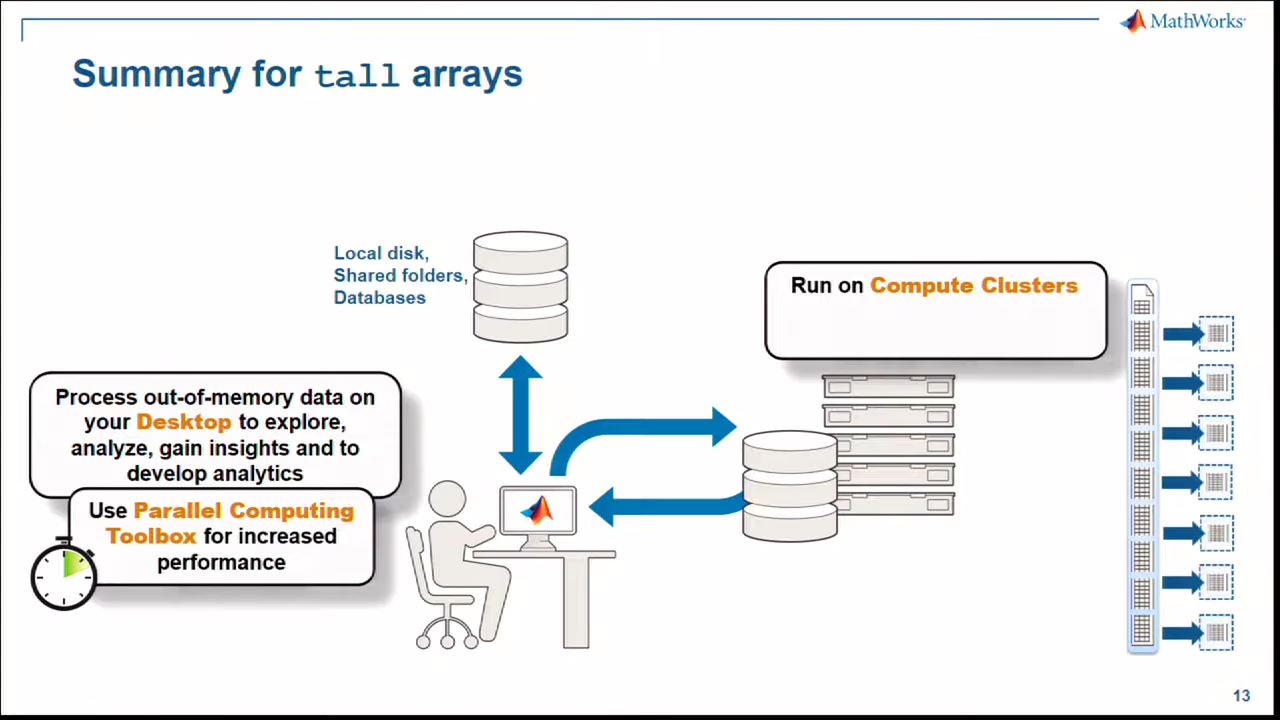 MathWorks
Summary for tall arrays
Local disk,
Shared folders,
Databases
Run on Compute Clusters
Process out-of-memory data on
your Desktop to explore,
analyze, gain insights and to
develop analytics
Use Parallel Computing
Toolbox for increased
performance
13